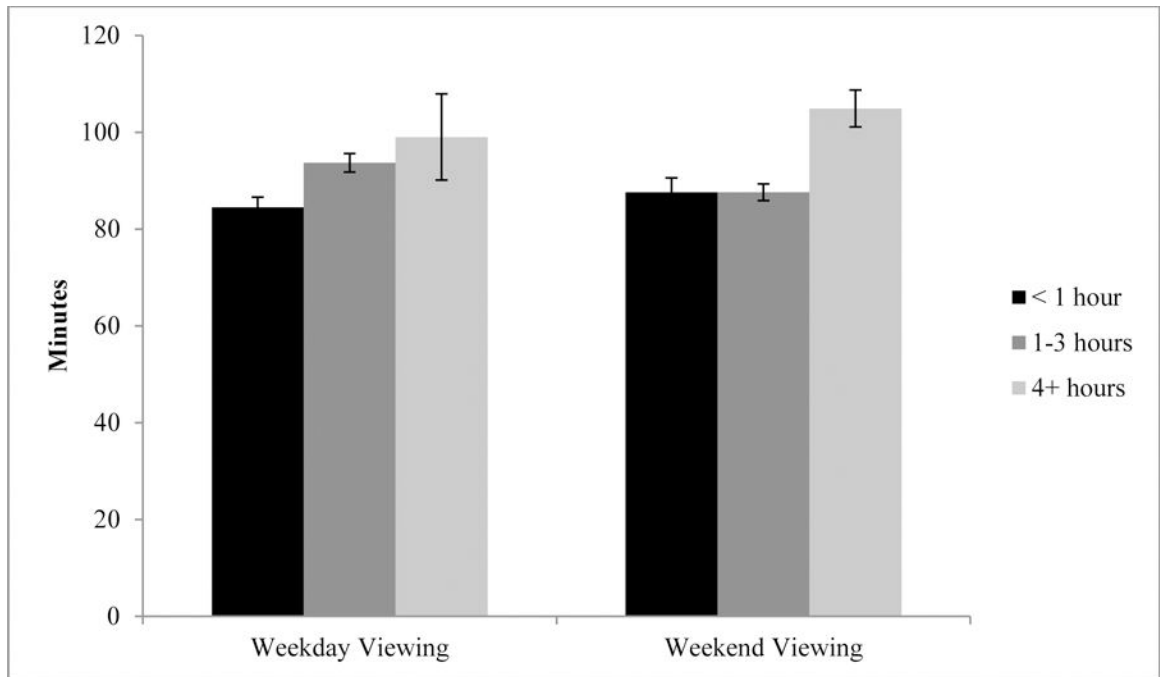 120
100
80
60
40
20
0
Minutes
Weekday Viewing
Weekend Viewing
< 1 hour
1-3 hours
4+ hours